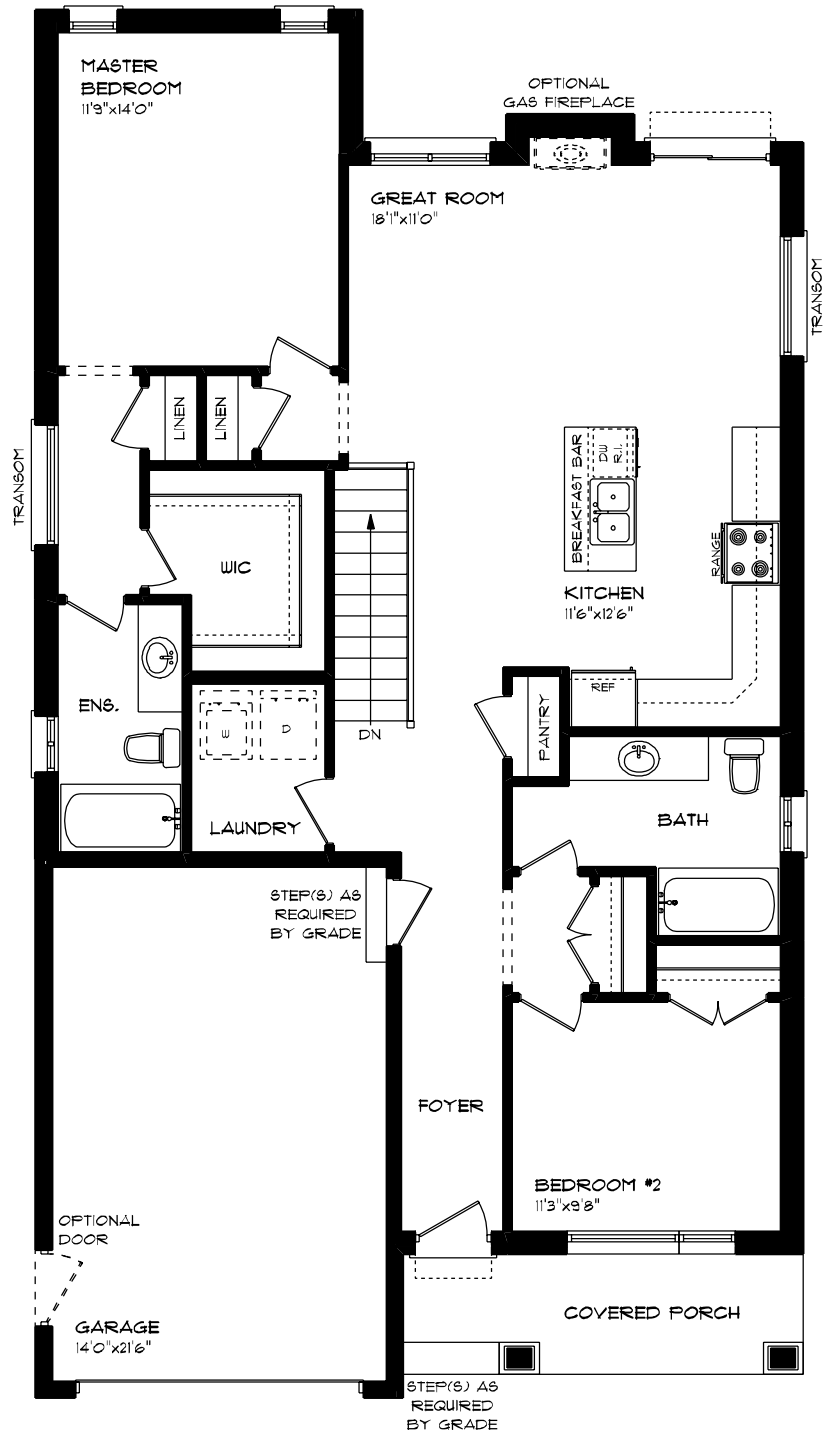 MASTER
BEDROOM
11'9"x14'0"
OPTIONAL
GAS FIREPLACE
GREAT ROOM
18'1"x11'0"
TRANSOM
LINEN
LINEN
TRANSOM
BREAKFAST BAR
DW
R.I.
RANGE
WIC
KITCHEN
11'6"x12'6"
ENS.
REF
PANTRY
W
D
DN
LAUNDRY
BATH
STEP(S) AS
REQUIRED
BY GRADE
FOYER
BEDROOM #2
11'3"x9'8"
OPTIONAL
DOOR
GARAGE
14'0"x21'6"
COVERED PORCH
STEP(S) AS
REQUIRED
BY GRADE